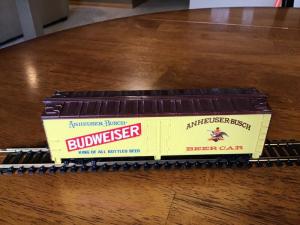 ANHEUSER-BUSCH
BUDWEISER
KING OF ALL BOTTLED BEER
ANHEUSER-BUSCH
BEER CAR